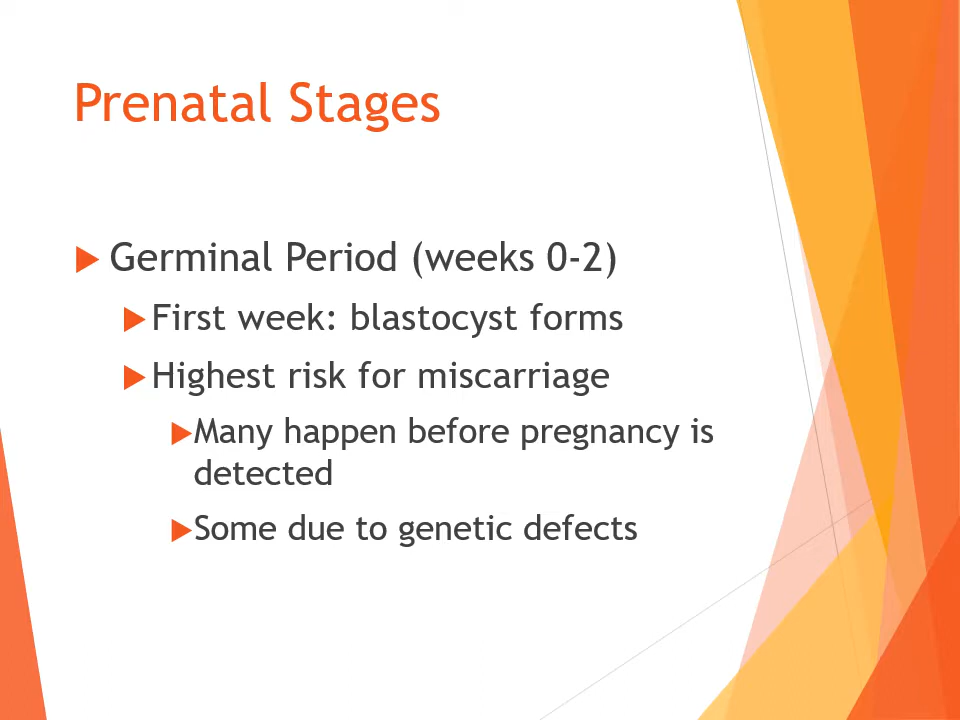 Prenatal Stages
Germinal Period (weeks 0-2)
First week: blastocyst forms
Highest risk for miscarriage
Many happen before pregnancy is
detected
Some due to genetic defects